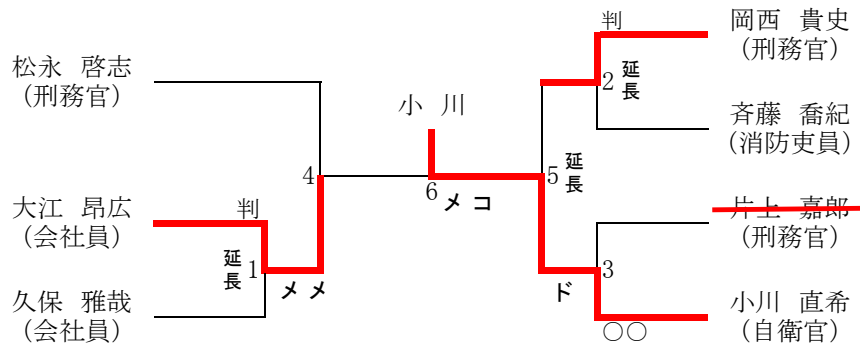 松永 啓志
(刑務官)
大江 昂広
(会社員)
久保 雅哉
(会社員)
判
延長
1
メメ
4
小 川
6
メコ
判
2
延長
5
延長
3
ド
○○
岡西 貴史
(刑務官)
斉藤 喬紀
(消防吏員)
片上 嘉郎
(刑務官)
小川 直希
(自衛官)